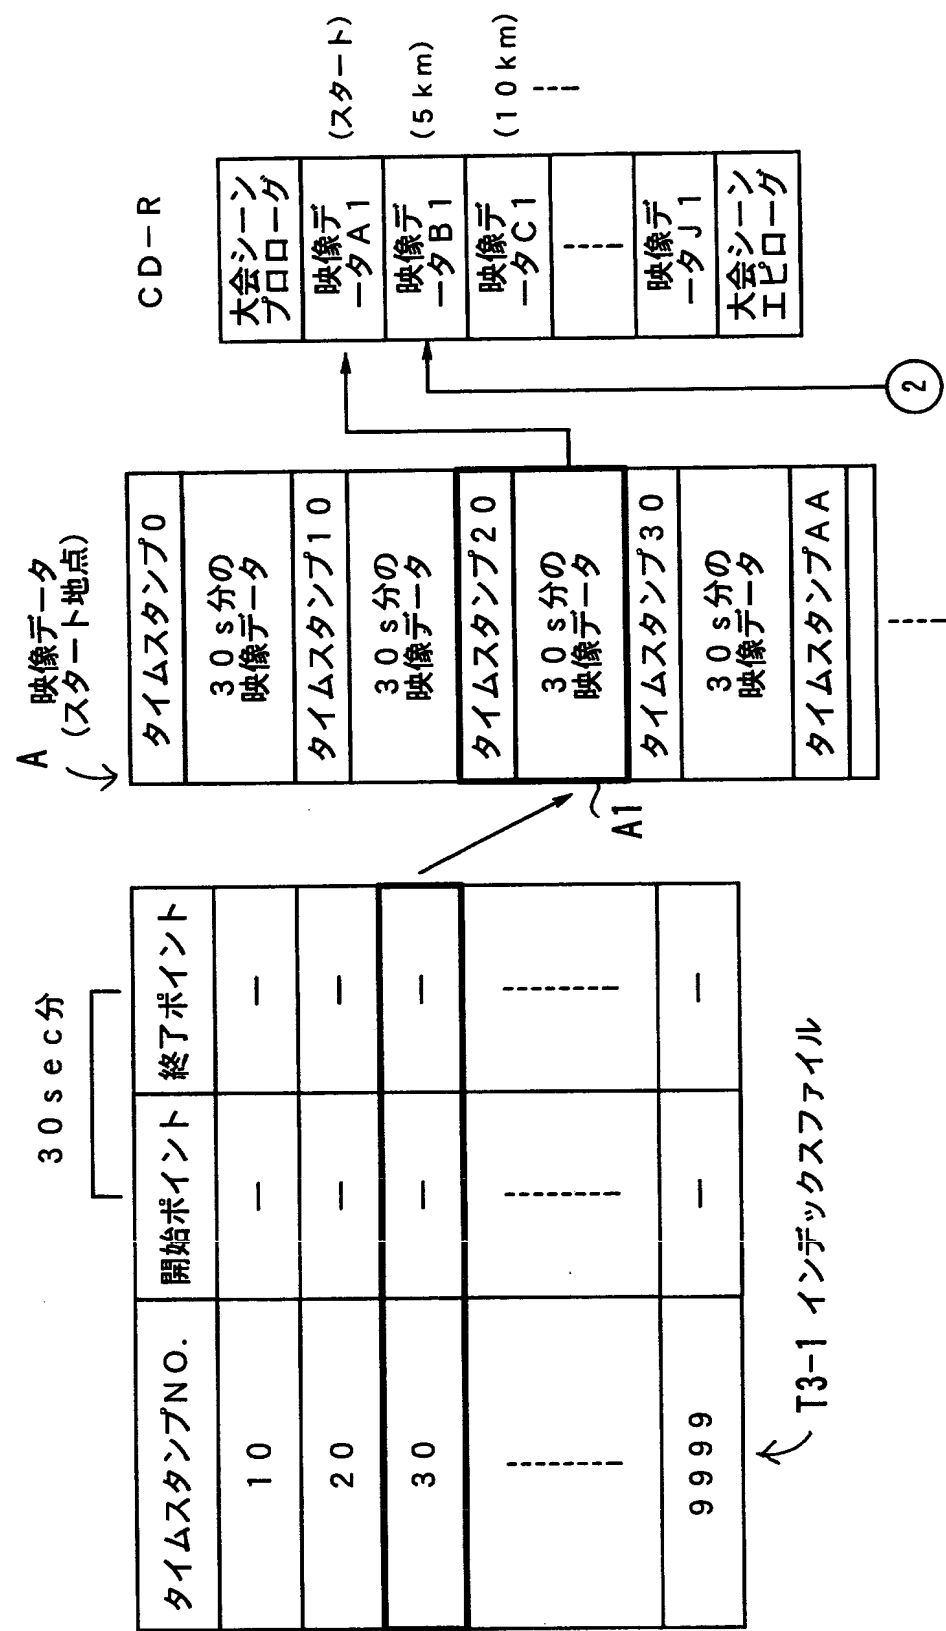 30sec分
タイムスタンプNO.
開始ポイント
終了ポイント
10
—
—
20
—
—
30
—
—
9999
—
—
T3-1 インデックスファイル
A
映像データ
(スタート地点)
タイムスタンプ0
30s分の
映像データ
タイムスタンプ10
30s分の
映像データ
タイムスタンプ20
30s分の
映像データ
タイムスタンプ30
30s分の
映像データ
タイムスタンプAA
A1
CD-R
大会シーン
プロローグ
映像デ
ータA1
(スタート)
映像デ
ータB1
(5km)
映像デ
ータC1
(10km)
映像デ
ータJ1
大会シーン
エピローグ
2